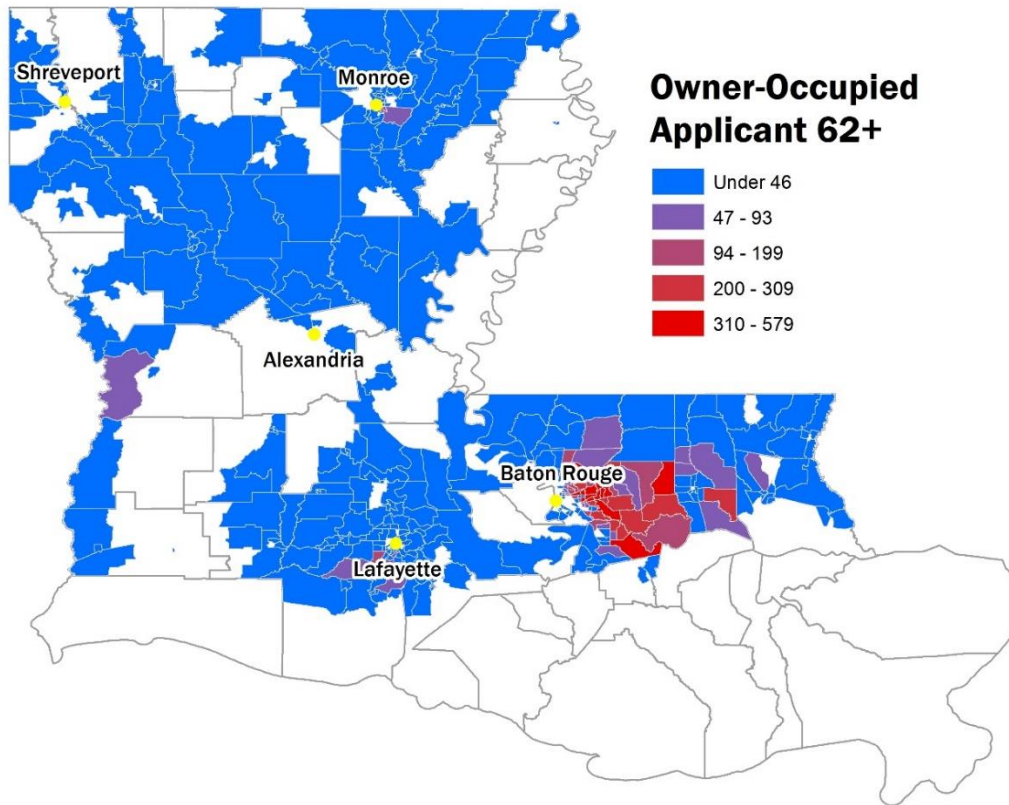 Shreveport
Monroe
Owner-Occupied
Applicant 62+
Under 46
47 - 93
94 - 199
200 - 309
310 - 579
Alexandria
Baton Rouge
Lafayette